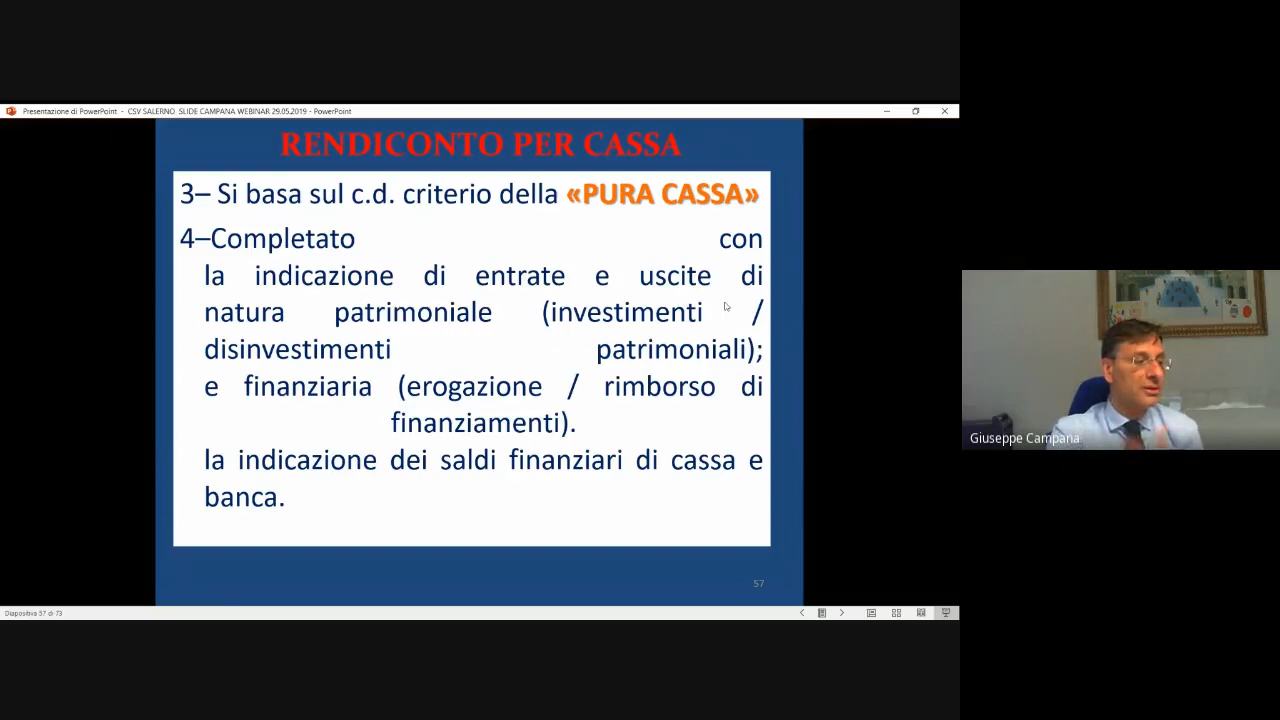 Presentazione di PowerPoint - CSV SALERNO SLIDE CAMPANA WEBINAR 29.05.2019 - PowerPoint
RENDICONTO PER CASSA
3– Si basa sul c.d. criterio della «PURA CASSA»
4–Completato con
la indicazione di entrate e uscite di
natura patrimoniale (investimenti /
disinvestimenti patrimoniali);
e finanziaria (erogazione / rimborso di
finanziamenti).
la indicazione dei saldi finanziari di cassa e
banca.
57
Diapositiva 57 di 73
Giuseppe Campana